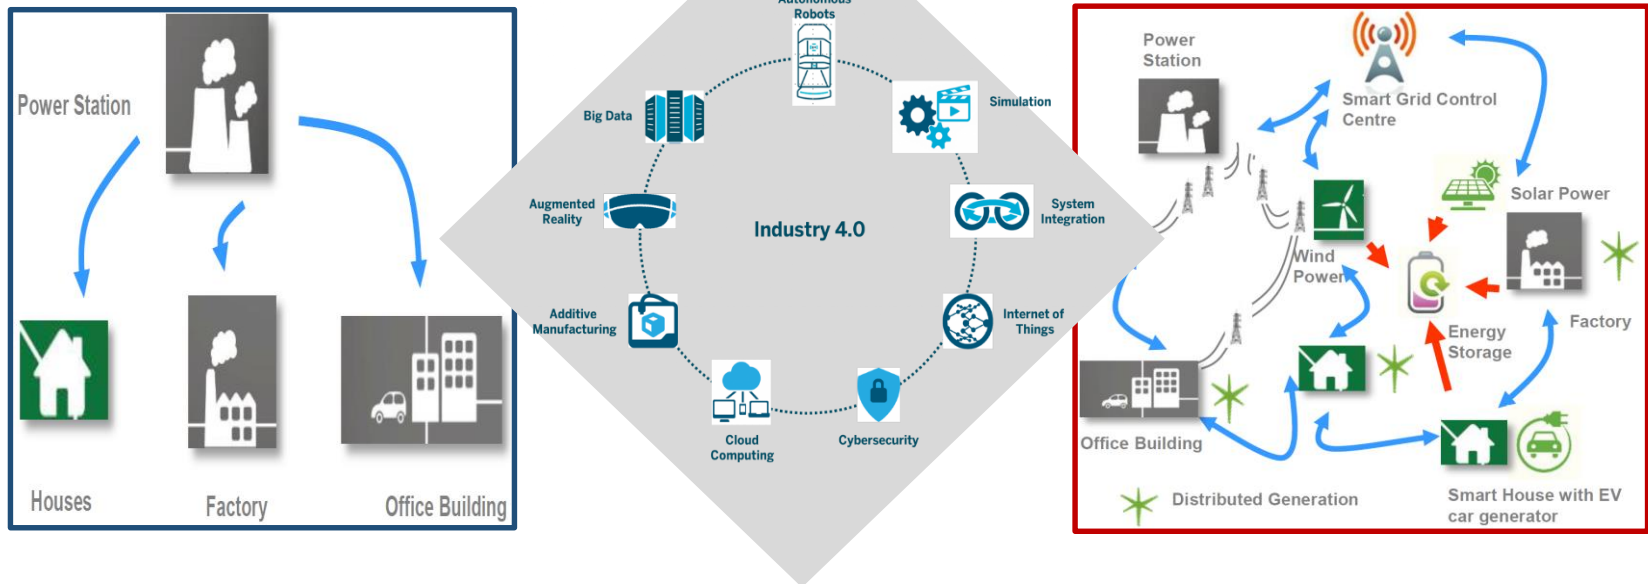 Power Station
Houses
Factory
Office Building
Autonomous
Robots
Simulation
System
Integration
Internet of
Things
Cybersecurity
Cloud
Computing
Additive
Manufacturing
Augmented
Reality
Big Data
Industry 4.0
Power
Station
Smart Grid Control
Centre
Solar Power
Wind
Power
Energy
Storage
Factory
Office Building
Distributed Generation
Smart House with EV
car generator